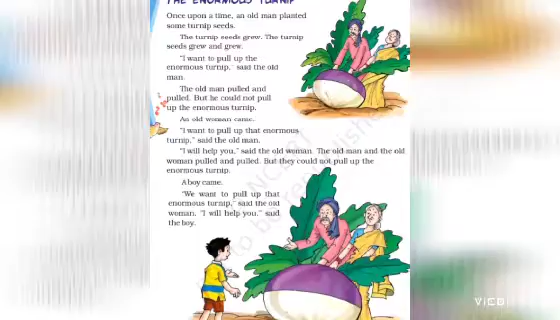 THE ENORMOUS TURNIP
Once upon a time, an old man planted
some turnip seeds.
The turnip seeds grew. The turnip
seeds grew and grew.
"I want to pull up the
enormous turnip," said the old
man.
The old man pulled and
pulled. But he could not pull
up the enormous turnip.
An old woman came.
"I want to pull up that enormous
turnip," said the old man.
"I will help you," said the old woman. The old man and the old
woman pulled and pulled. But they could not pull up the
enormous turnip.
A boy came.
"We want to pull up that
enormous turnip," said the old
woman. "I will help you." said
the boy.